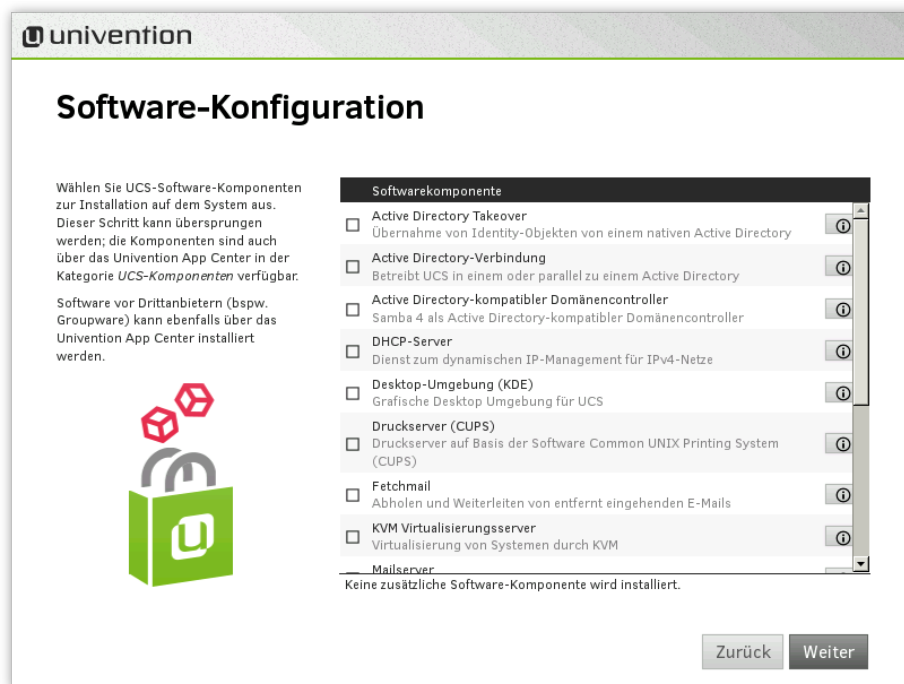 univention
Software-Konfiguration
Wählen Sie UCS-Software-Komponenten
zur Installation auf dem System aus.
Dieser Schritt kann übersprungen
werden; die Komponenten sind auch
über das Univention App Center in der
Kategorie UCS-Komponenten verfügbar.
Software vor Drittanbietern (bspw.
Groupware) kann ebenfalls über das
Univention App Center installiert
werden.
Softwarekomponente
Active Directory Takeover
Übernahme von Identity-Objekten von einem nativen Active Directory
Active Directory-Verbindung
Betreibt UCS in einem oder parallel zu einem Active Directory
Active Directory-kompatibler Domänencontroller
Samba 4 als Active Directory-kompatibler Domänencontroller
DHCP-Server
Dienst zum dynamischen IP-Management für IPv4-Netze
Desktop-Umgebung (KDE)
Grafische Desktop Umgebung für UCS
Druckserver (CUPS)
Druckserver auf Basis der Software Common UNIX Printing System
(CUPS)
Fetchmail
Abholen und Weiterleiten von entfernt eingehenden E-Mails
KVM Virtualisierungsserver
Virtualisierung von Systemen durch KVM
Mailserver
Keine zusätzliche Software-Komponente wird installiert.
Zurück Weiter